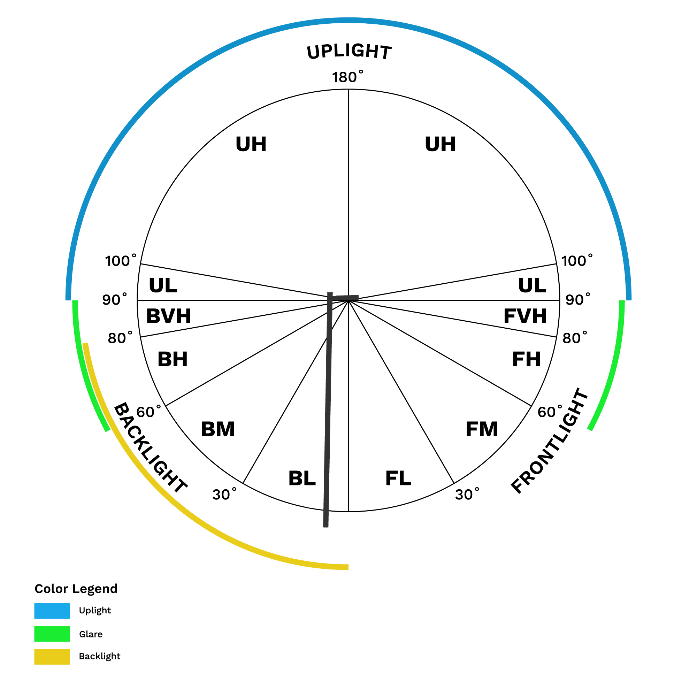 UPLIGHT
180°
UH UH
100° 100°
UL UL
90° 90°
BVH FVH
80° 80°
BH FH
60° 60°
BACKLIGHT FRONTLIGHT
BM FM
BL FL
30° 30°
Color Legend
Uplight
Glare
Backlight